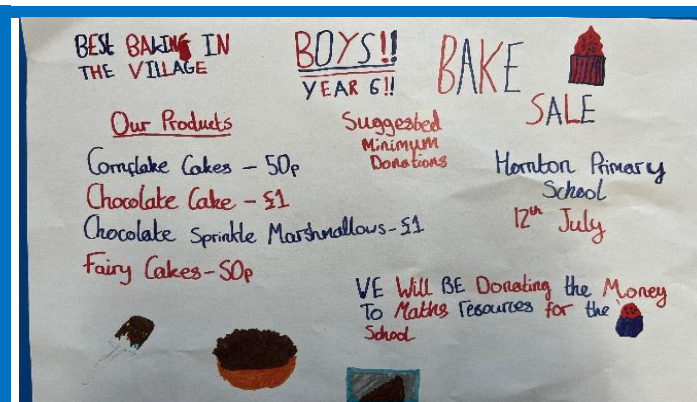 BEST BAKING IN
THE VILLAGE
BOYS!!
YEAR 6!!
BAKE
SALE
Our Products
Cornflake Cakes – 50p
Chocolate Cake – £1
Chocolate Sprinkle Marshmallows – £1
Fairy Cakes – 50p
Suggested
Minimum
Donations
Hornton Primary
School
12th July
WE Will BE Donating the Money
To Maths resources for the
School